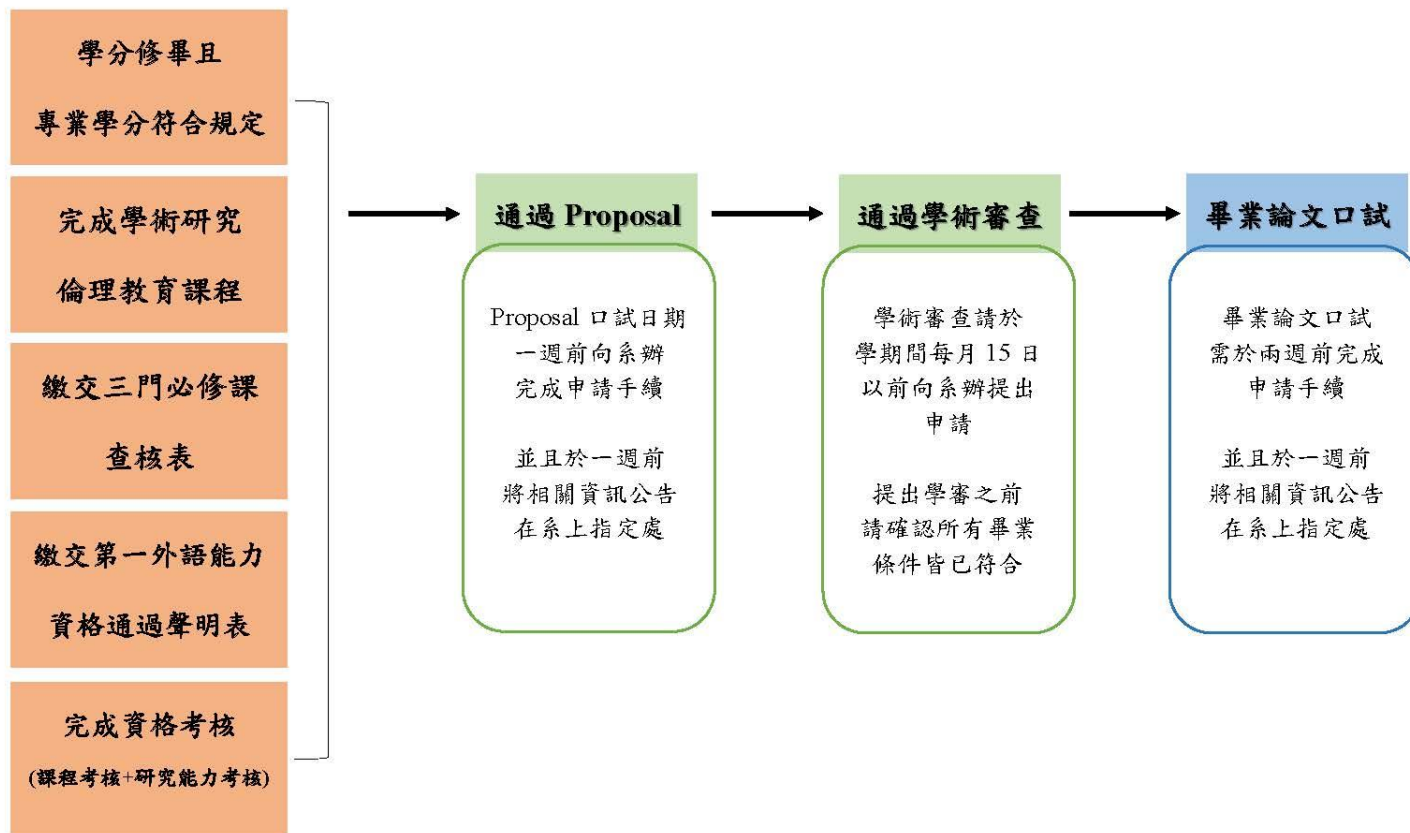 學分修畢且
專業學分符合規定
完成學術研究
倫理教育課程
繳交三門必修課
查核表
繳交第一外語能力
資格通過聲明表
完成資格考核
(課程考核+研究能力考核)
通過 Proposal
Proposal 口試日期
一週前向系辦
完成申請手續
並且於一週前
將相關資訊公告
在系上指定處
通過學術審查
學術審查請於
學期間每月 15 日
以前向系辦提出
申請
提出學審之前
請確認所有畢業
條件皆已符合
畢業論文口試
畢業論文口試
需於兩週前完成
申請手續
並且於一週前
將相關資訊公告
在系上指定處